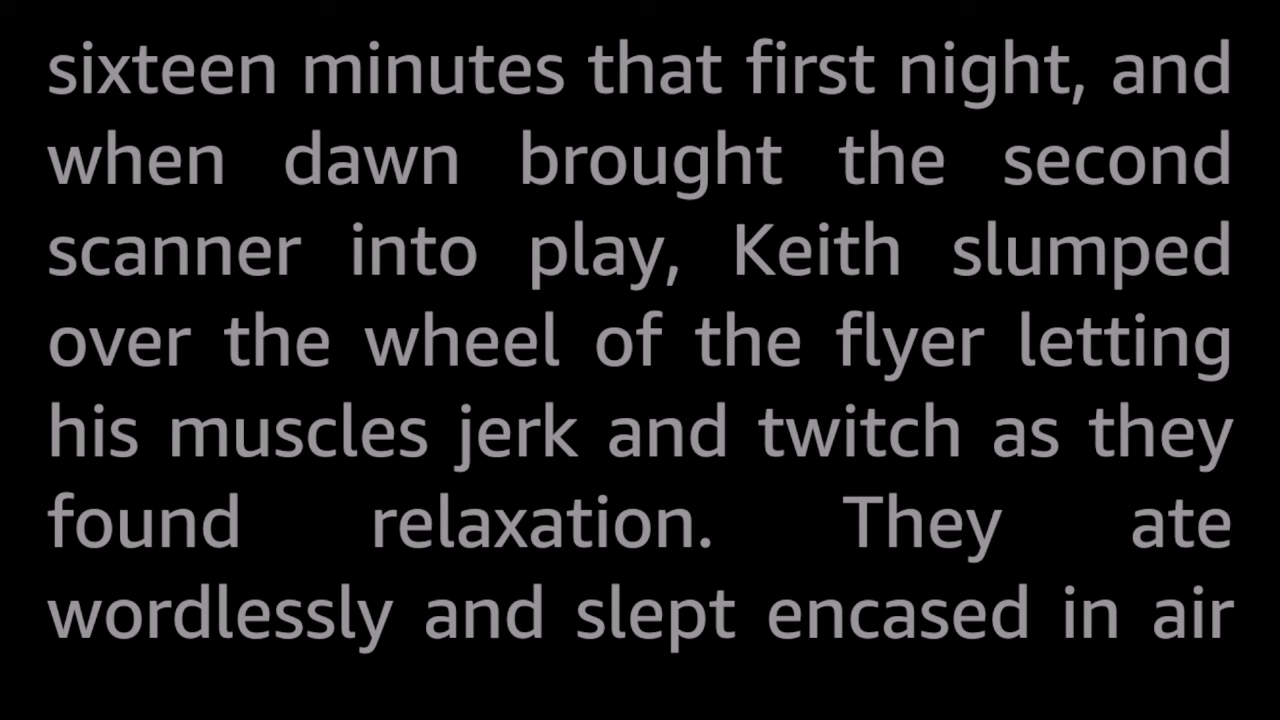 sixteen minutes that first night, and
when dawn brought the second
scanner into play, Keith slumped
over the wheel of the flyer letting
his muscles jerk and twitch as they
found relaxation. They ate
wordlessly and slept encased in air